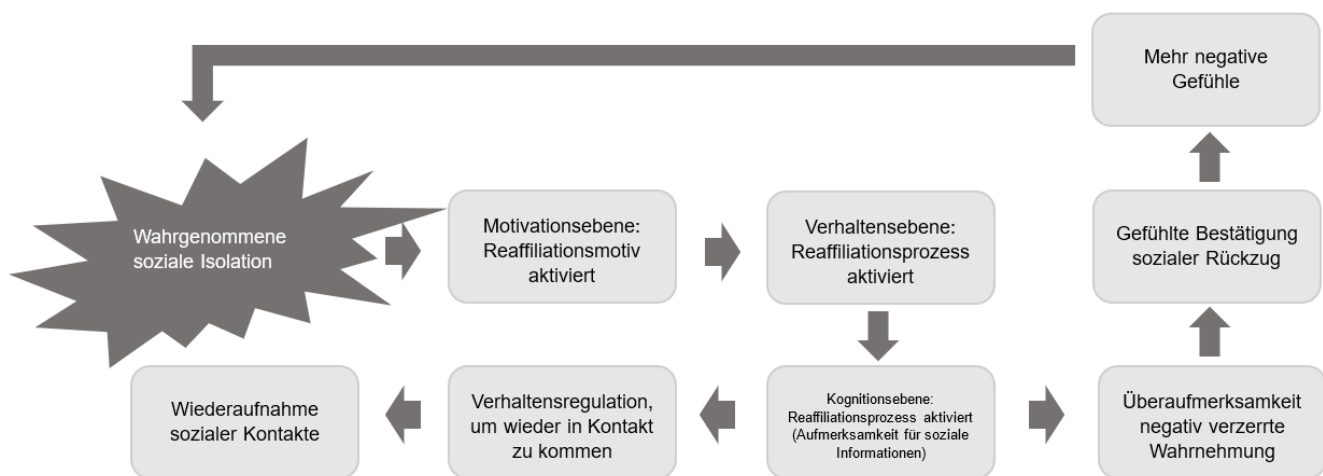 Mehr negative
Gefühle
Wahrgenommene
soziale Isolation
Motivationsebene:
Reaffiliationsmotiv
aktiviert
Verhaltensebene:
Reaffiliationsprozess
aktiviert
Gefühlte Bestätigung
sozialer Rückzug
Wiederaufnahme
sozialer Kontakte
Verhaltensregulation,
um wieder in Kontakt
zu kommen
Kognitionsebene:
Reaffiliationsprozess aktiviert
(Aufmerksamkeit für soziale
Informationen)
Überaufmerksamkeit
negativ verzerrte
Wahrnehmung